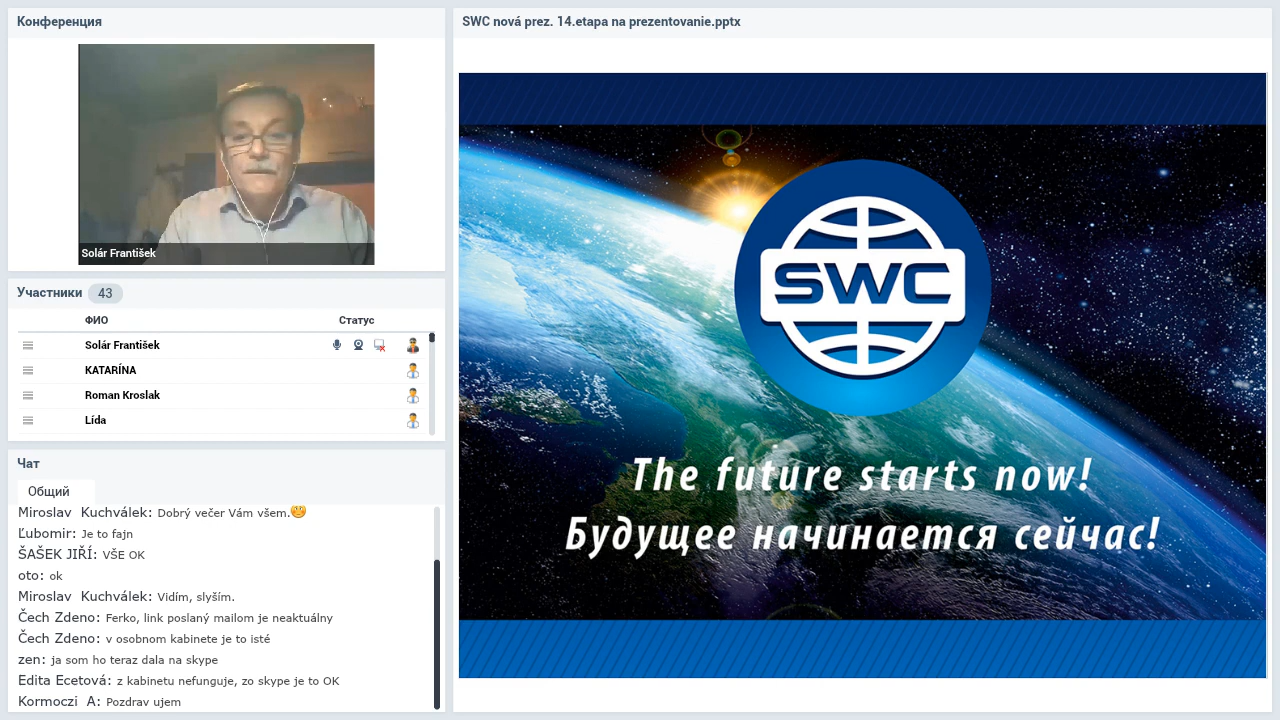 Конференция
Solár František
Участники 43
ФИО Статус
Solár František
KATARÍNA
Roman Kroslak
Lída
Чат
Общий
Miroslav Kuchválek: Dobrý večer Vám všem.
Ľubomir: Je to fajn
ŠAŠEK JIŘÍ: VŠE OK
oto: ok
Miroslav Kuchválek: Vidím, slyším.
Čech Zdeno: Ferko, link poslaný mailom je neaktuálny
Čech Zdeno: v osobnom kabinete je to isté
zen: ja som ho teraz dala na skype
Edita Ecetová: z kabinetu nefunguje, zo skype je to OK
Kormoczi A: Pozdrav ujem
SWC nová prez. 14.etapa na prezentovanie.pptx
SWC
The future starts now!
Будущее начинается сейчас!